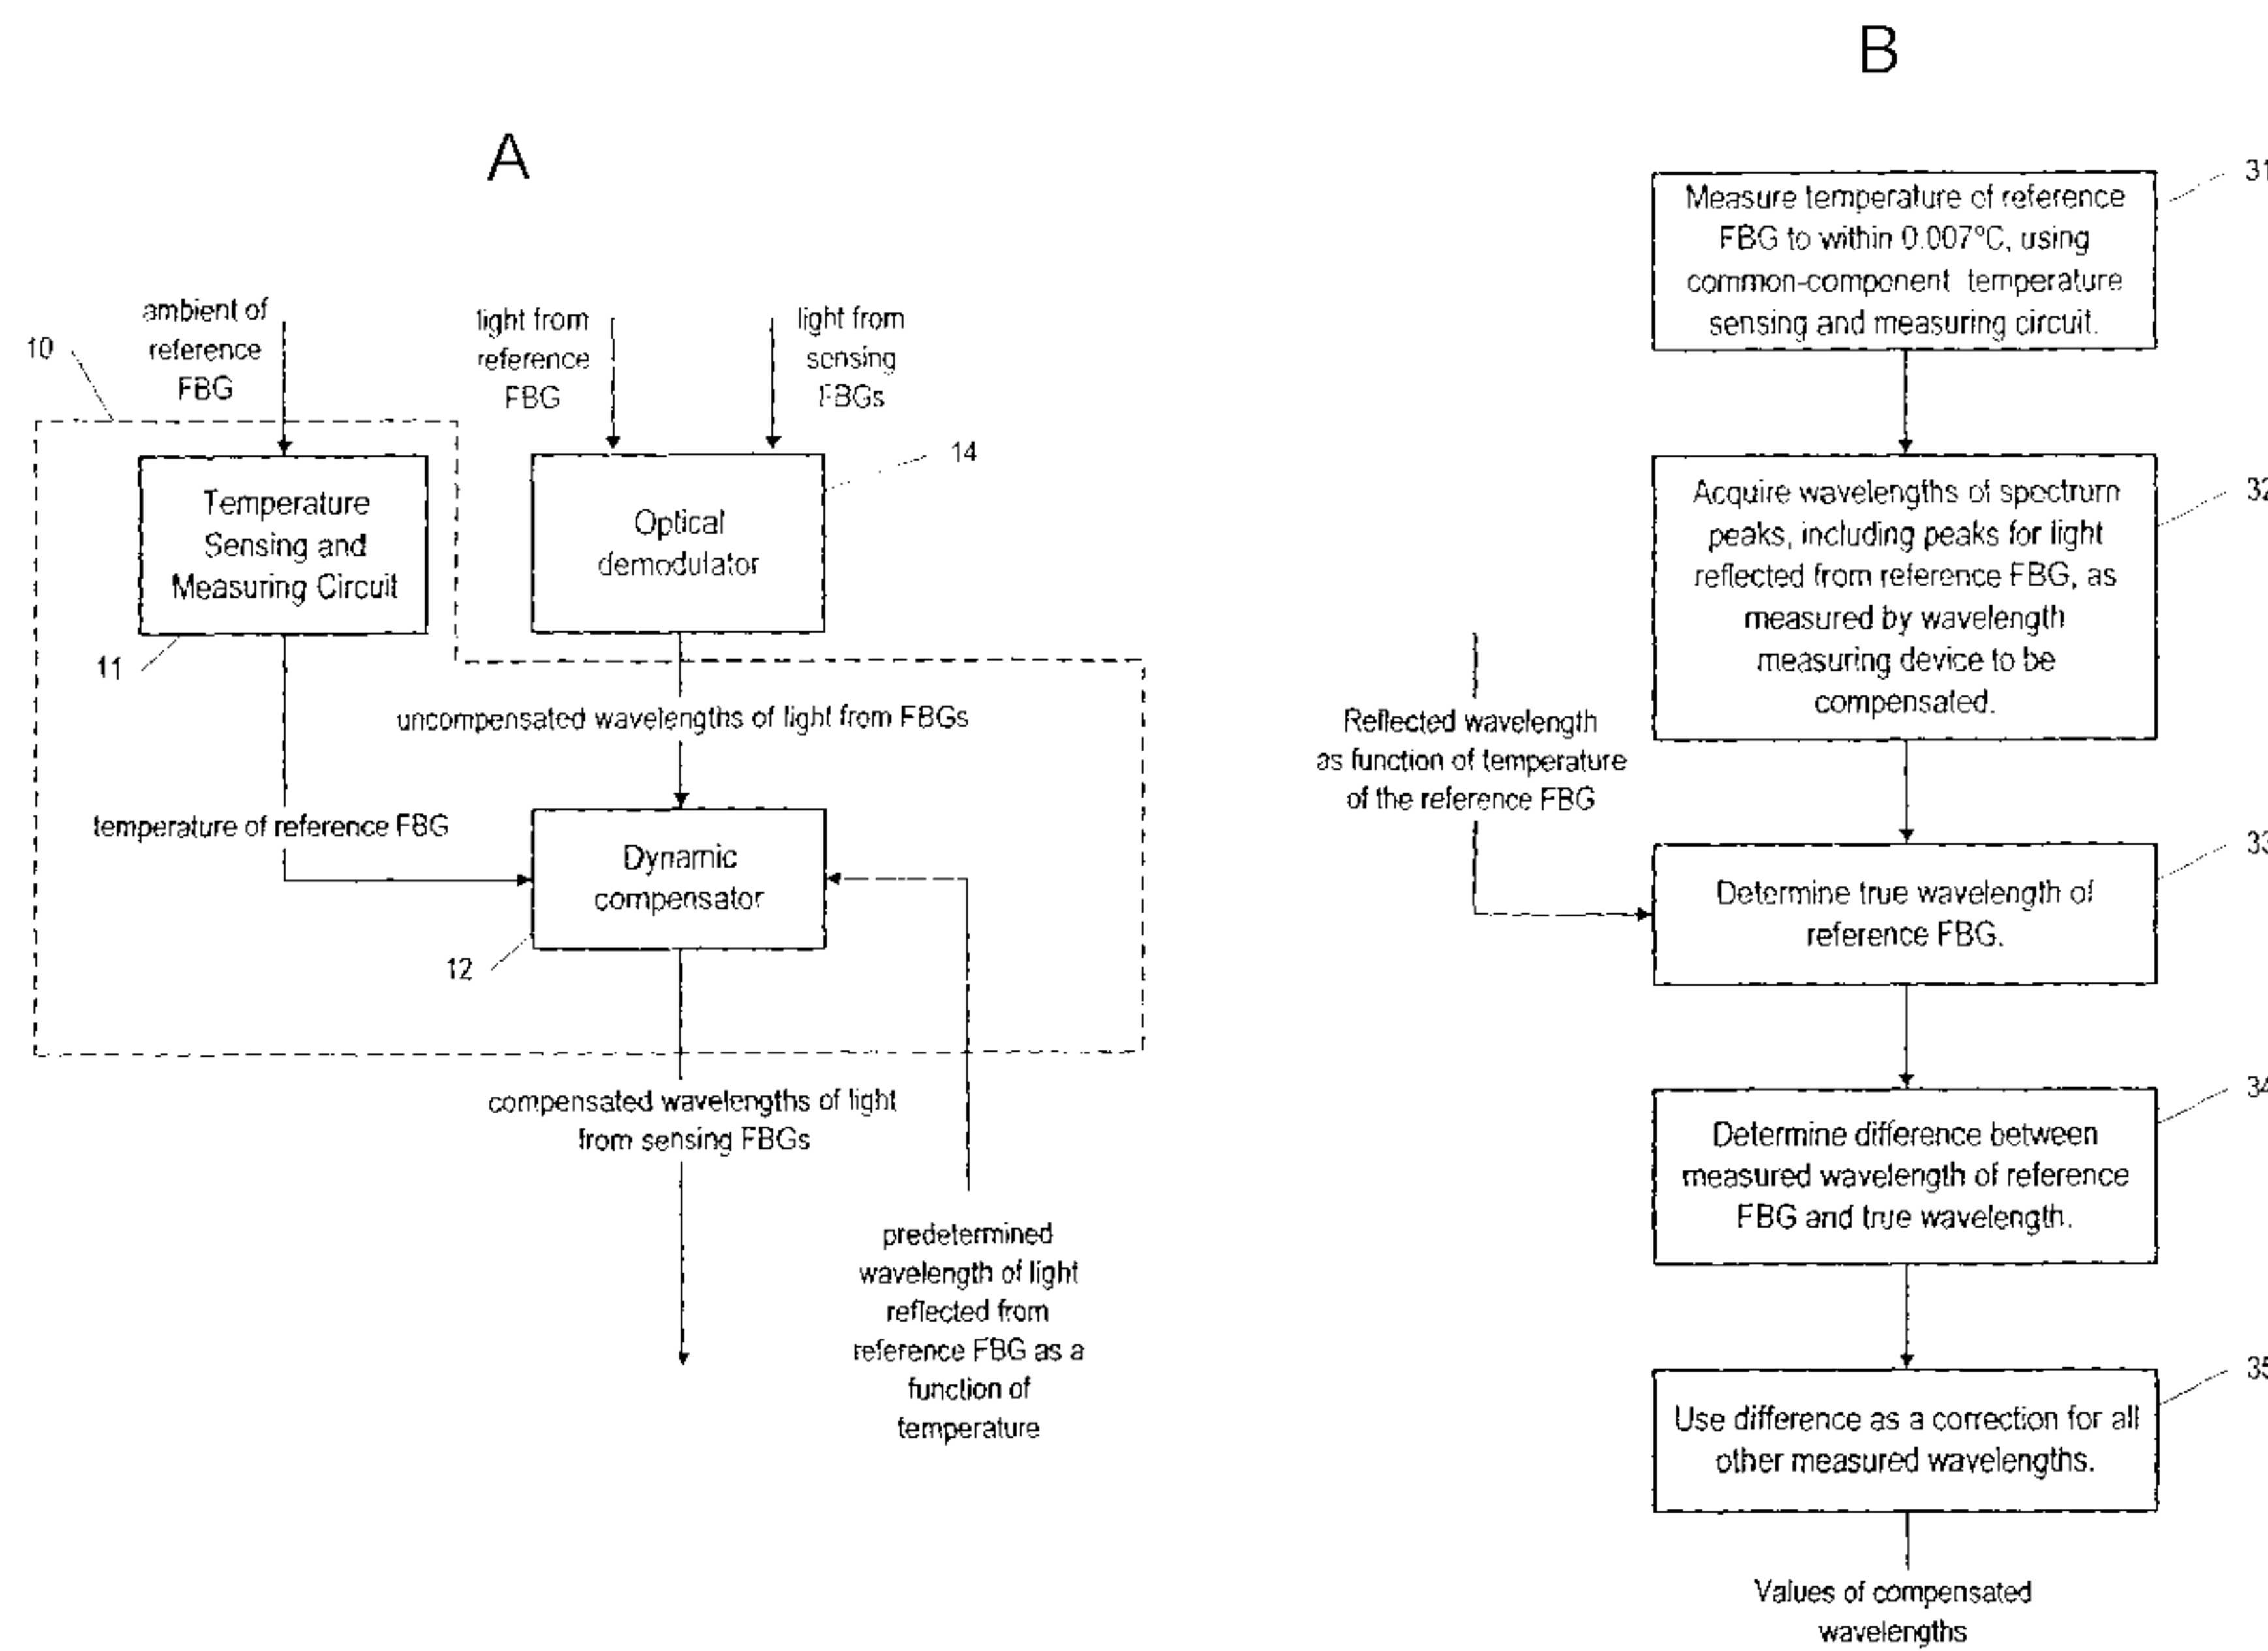 A
ambient of
reference
FBG
10
light from
reference
FBG
light from
sensing
FBGs
14
Temperature
Sensing and
Measuring Circuit
11
Optical
demodulator
uncompensated wavelengths of light from FBGs
temperature of reference FBG
Dynamic
compensator
12
compensated wavelengths of light
from sensing FBGs
predetermined
wavelength of light
reflected from
reference FBG as a
function of
temperature
B
31
Measure temperature of reference
FBG to within 0.007°C, using
common-component temperature
sensing and measuring circuit.
32
Acquire wavelengths of spectrum
peaks, including peaks for light
reflected from reference FBG, as
measured by wavelength
measuring device to be
compensated.
Reflected wavelength
as function of temperature
of the reference FBG
33
Determine true wavelength of
reference FBG.
34
Determine difference between
measured wavelength of reference
FBG and true wavelength.
35
Use difference as a correction for all
other measured wavelengths.
Values of compensated
wavelengths